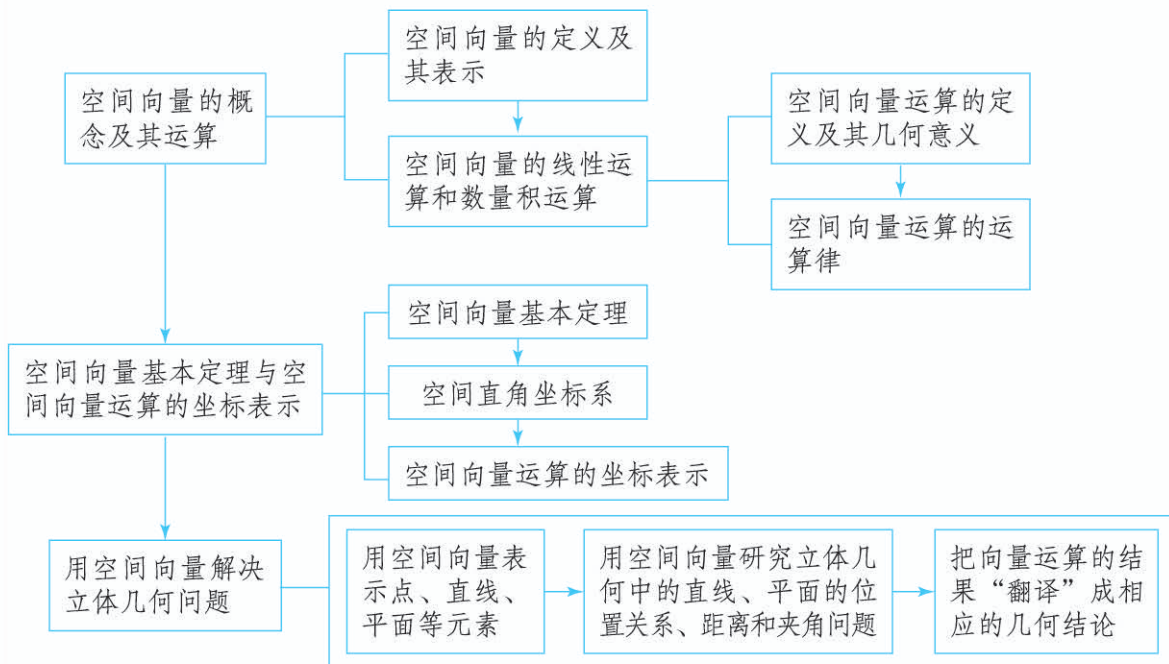 空间向量的概
念及其运算
空间向量的定义及
其表示
空间向量的线性运
算和数量积运算
空间向量运算的定
义及其几何意义
空间向量运算的运
算律
空间向量基本定理与空
间向量运算的坐标表示
空间向量基本定理
空间直角坐标系
空间向量运算的坐标表示
用空间向量解决
立体几何问题
用空间向量表
示点、直线、
平面等元素
用空间向量研究立体几
何中的直线、平面的位
置关系、距离和夹角问题
把向量运算的结
果“翻译”成相
应的几何结论